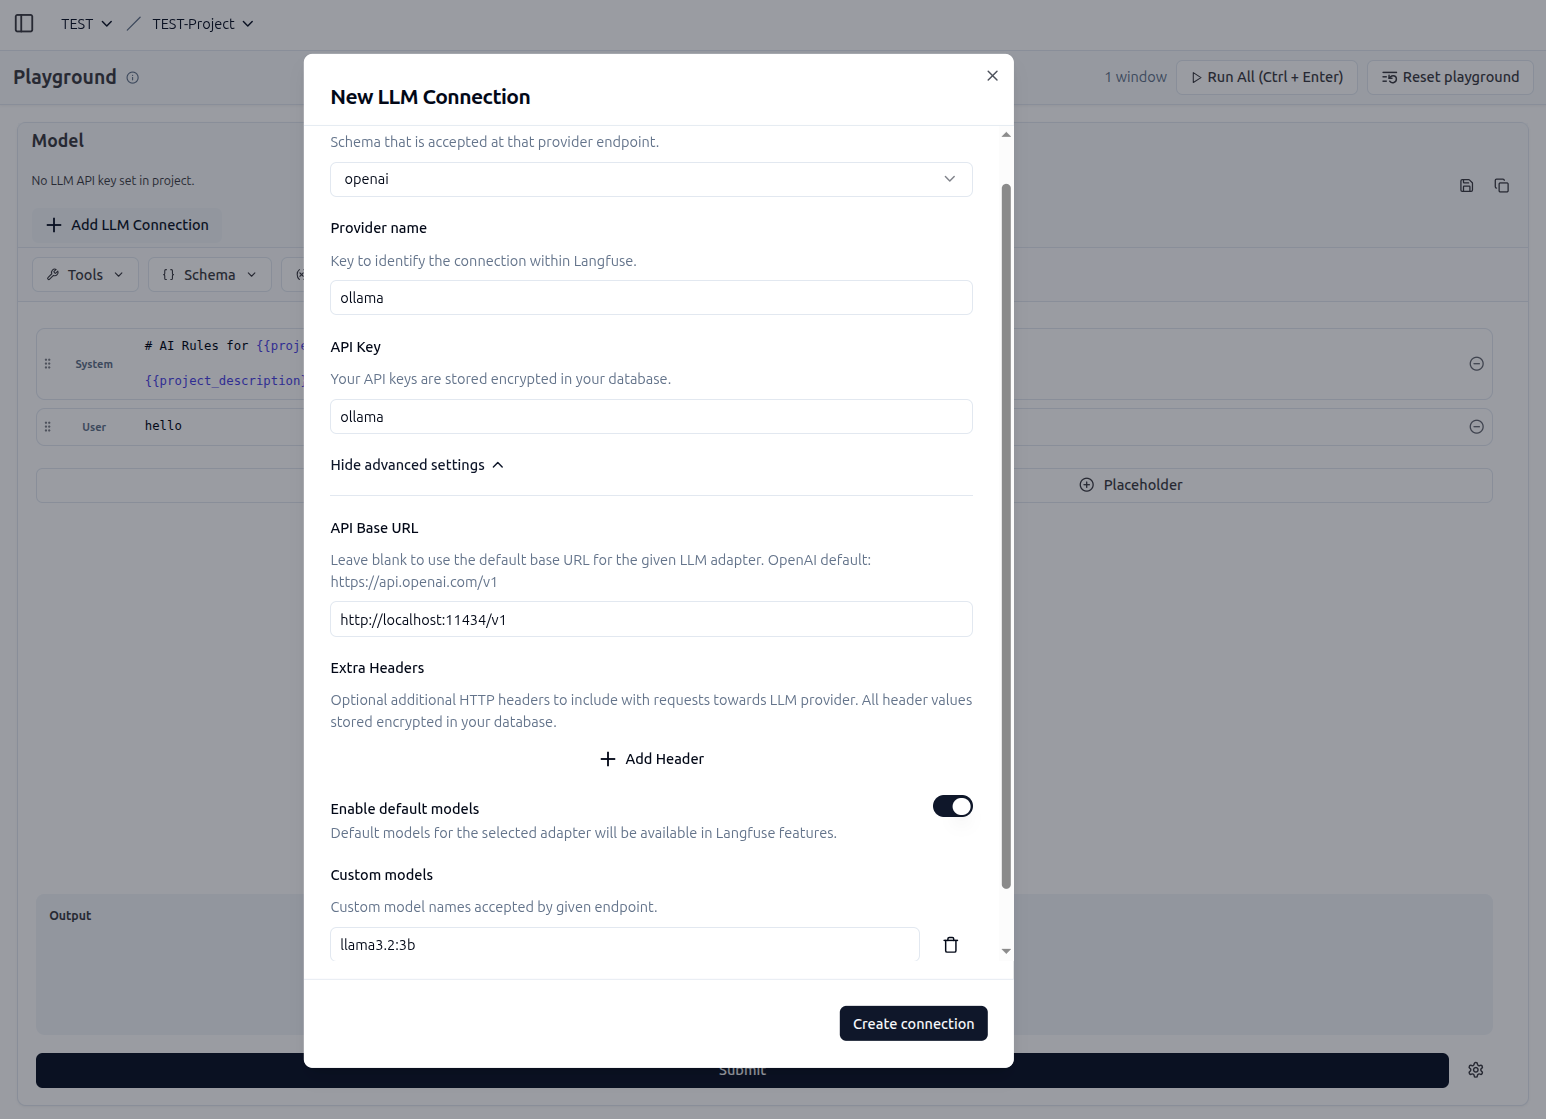 TEST
TEST-Project
Playground
1 window
Run All (Ctrl + Enter)
Reset playground
Model
No LLM API key set in project.
Add LLM Connection
Tools
{} Schema
System
# AI Rules for {{proje
{{project_description}
User
hello
Placeholder
Output
Submit
New LLM Connection
Schema that is accepted at that provider endpoint.
openai
Provider name
Key to identify the connection within Langfuse.
ollama
API Key
Your API keys are stored encrypted in your database.
ollama
Hide advanced settings
API Base URL
Leave blank to use the default base URL for the given LLM adapter. OpenAI default:
https://api.openai.com/v1
http://localhost:11434/v1
Extra Headers
Optional additional HTTP headers to include with requests towards LLM provider. All header values
stored encrypted in your database.
Add Header
Enable default models
Default models for the selected adapter will be available in Langfuse features.
Custom models
Custom model names accepted by given endpoint.
llama3.2:3b
Create connection